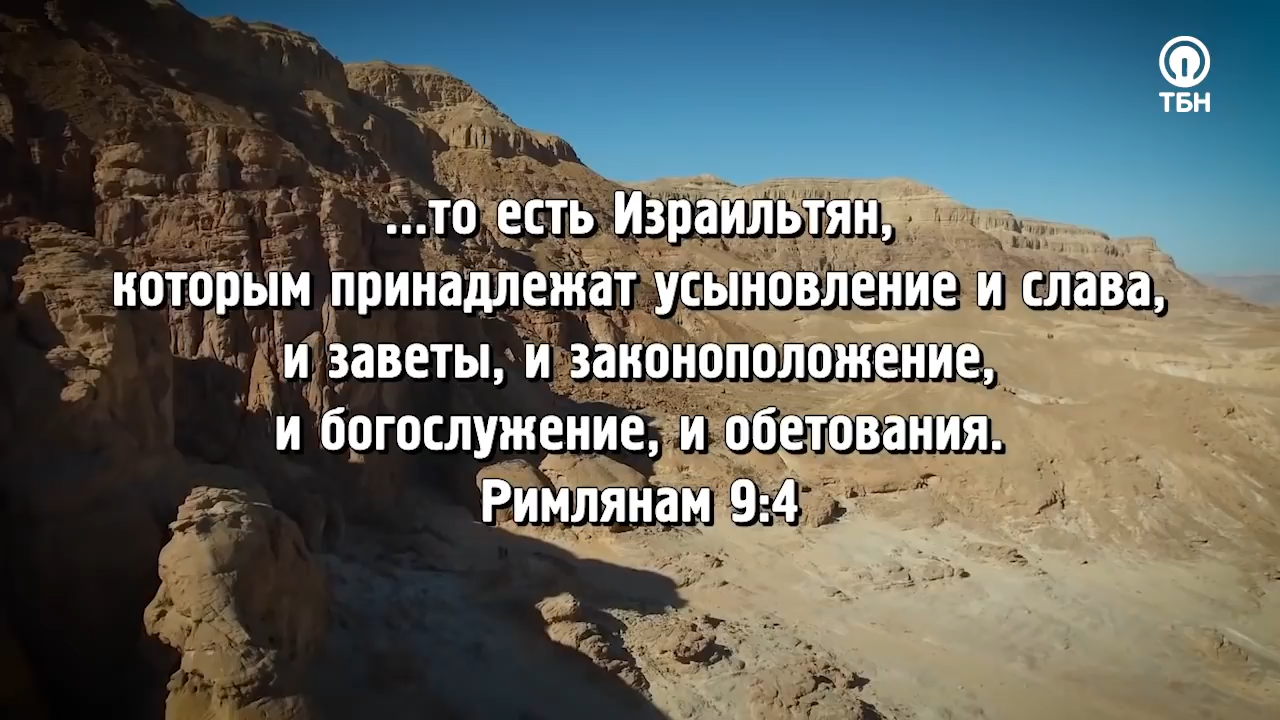 ТБН
...то есть Израильтян,
которым принадлежат усыновление и слава,
и заветы, и законоположение,
и богослужение, и обетования.
Римлянам 9:4